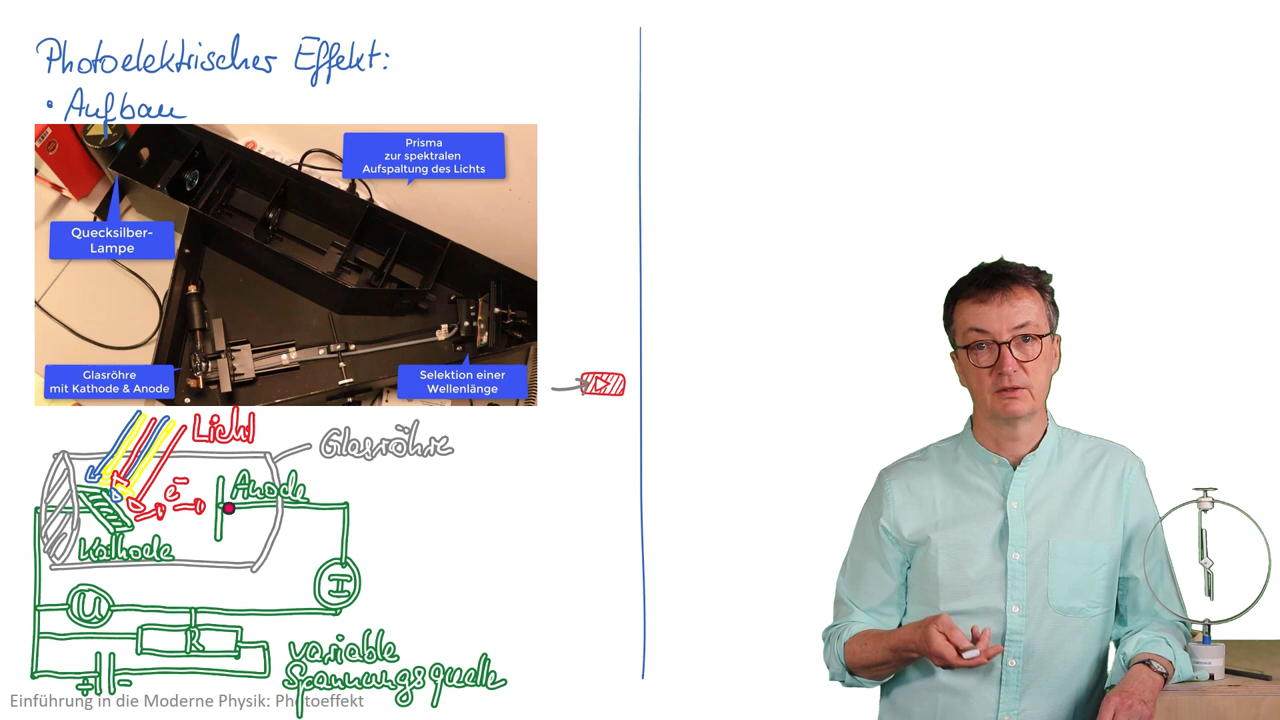 Photoelektrischer Effekt:
• Aufbau
Prisma
zur spektralen
Aufspaltung des Lichts
Quecksilber-
Lampe
Glasröhre
mit Kathode & Anode
Selektion einer
Wellenlänge
Licht
Glasröhre
e⁻
Anode
Kathode
I
U
R
variable
Spannungsquelle
+ -
Einführung in die Moderne Physik: Photoeffekt